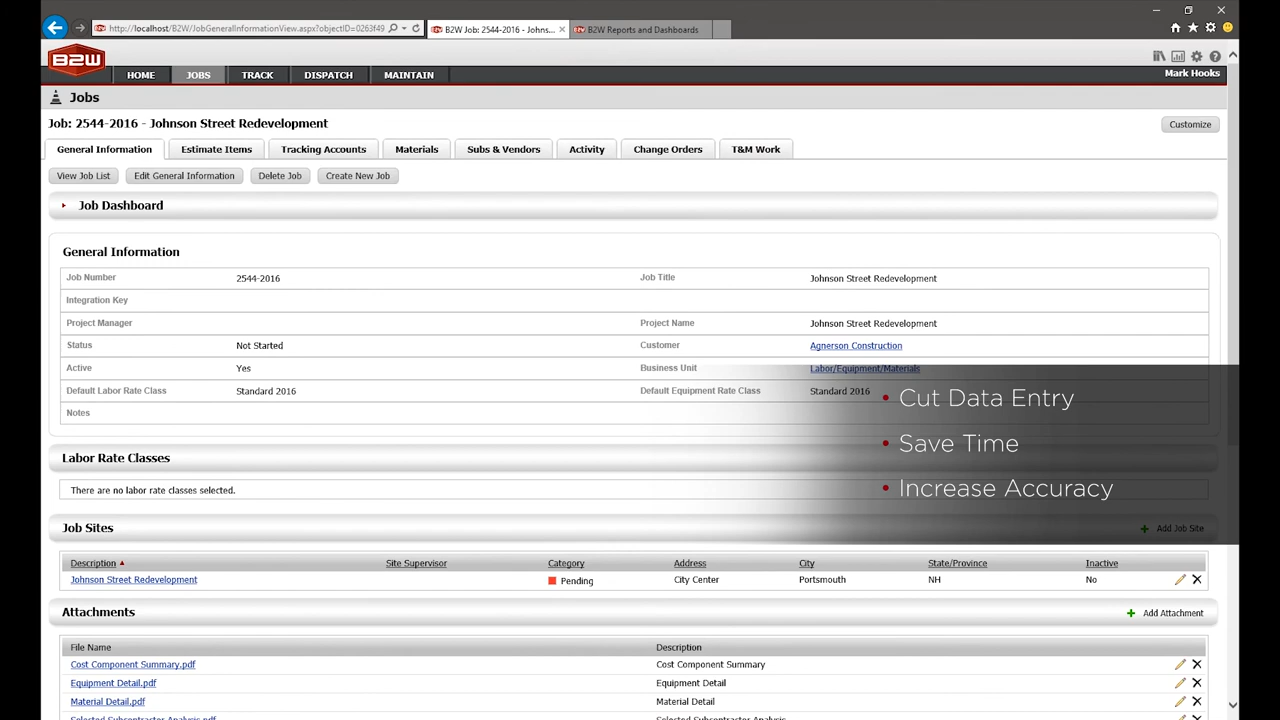 http://localhost/B2W/JobGeneralInformationView.aspx?objectID=0263f49
B2W Job: 2544-2016 - Johns...
B2W Reports and Dashboards
B2W
HOME JOBS TRACK DISPATCH MAINTAIN
Mark Hooks
Jobs
Job: 2544-2016 - Johnson Street Redevelopment
Customize
General Information Estimate Items Tracking Accounts Materials Subs & Vendors Activity Change Orders T&M Work
View Job List Edit General Information Delete Job Create New Job
Job Dashboard
General Information
Job Number 2544-2016 Job Title Johnson Street Redevelopment
Integration Key
Project Manager Project Name Johnson Street Redevelopment
Status Not Started Customer Agnerson Construction
Active Yes Business Unit Labor/Equipment/Materials
Default Labor Rate Class Standard 2016 Default Equipment Rate Class Standard 2016
Notes
• Cut Data Entry
• Save Time
• Increase Accuracy
Labor Rate Classes
There are no labor rate classes selected.
Job Sites
Add Job Site
Description Site Supervisor Category Address City State/Province Inactive
Johnson Street Redevelopment Pending City Center Portsmouth NH No
Attachments
Add Attachment
File Name Description
Cost Component Summary.pdf Cost Component Summary
Equipment Detail.pdf Equipment Detail
Material Detail.pdf Material Detail
Selected Subcontractor Analysis.pdf Selected Subcontractor Analysis